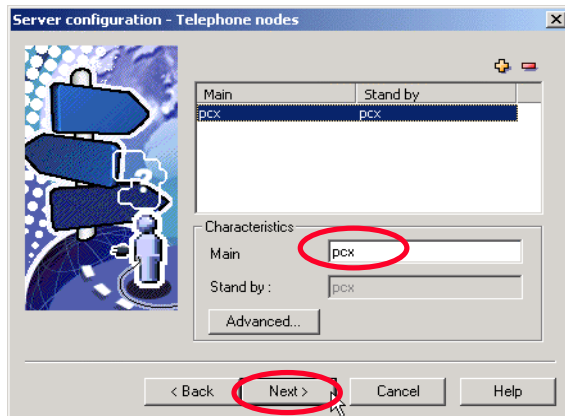 Server configuration - Telephone nodes
Main Stand by
pcx pcx
Characteristics
Main pcx
Stand by : pcx
Advanced...
< Back Next > Cancel Help